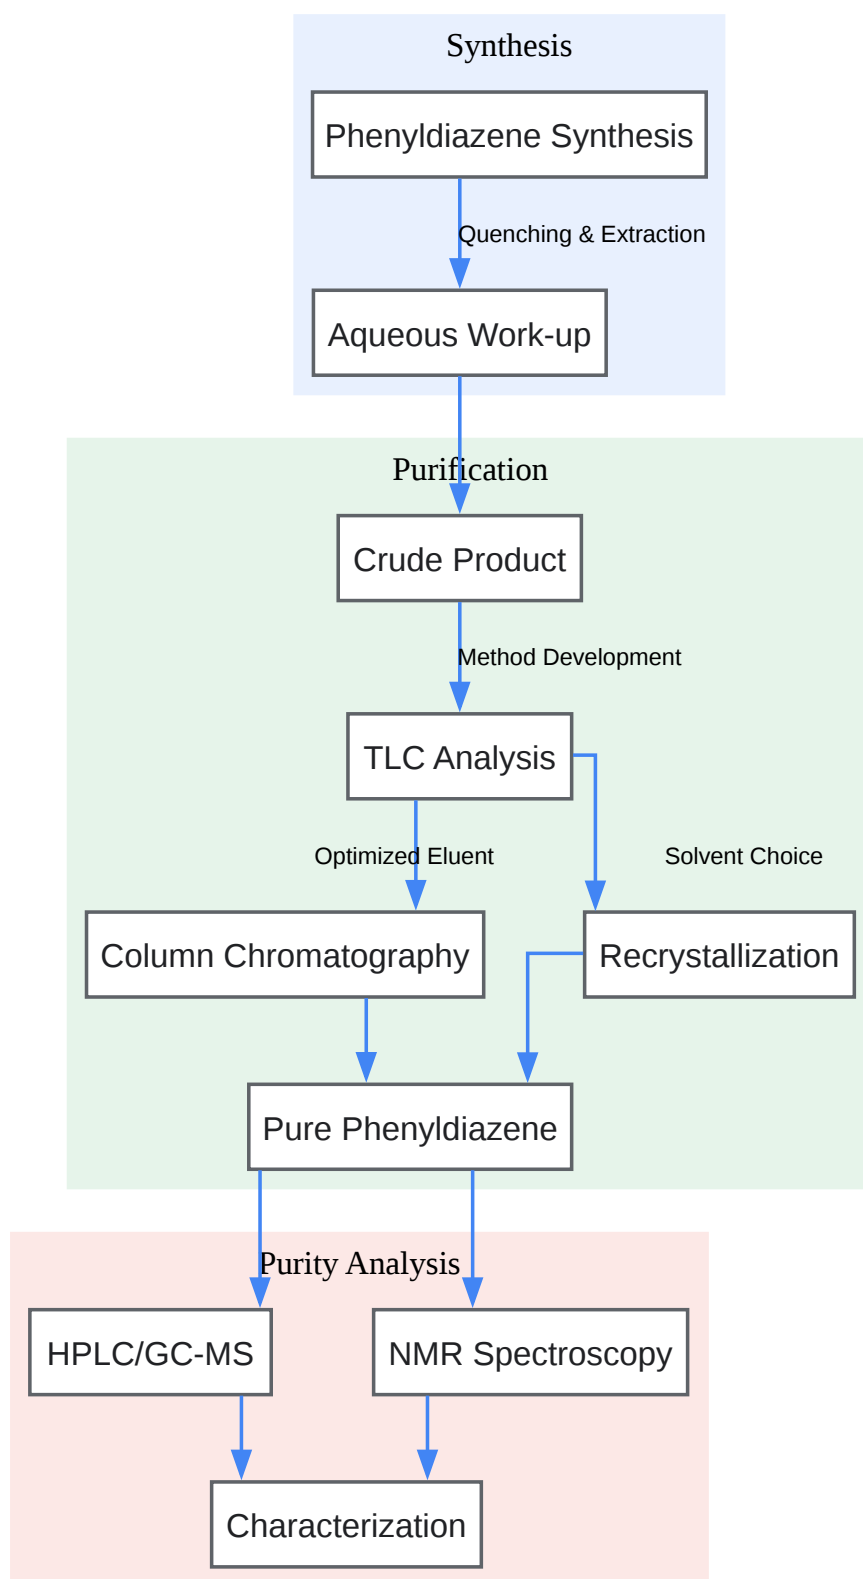 Synthesis
Phenyldiazene Synthesis
Quenching & Extraction
Aqueous Work-up
Purification
Crude Product
Method Development
TLC Analysis
Optimized Eluent
Solvent Choice
Column Chromatography
Recrystallization
Pure Phenyldiazene
Purity Analysis
HPLC/GC-MS
NMR Spectroscopy
Characterization